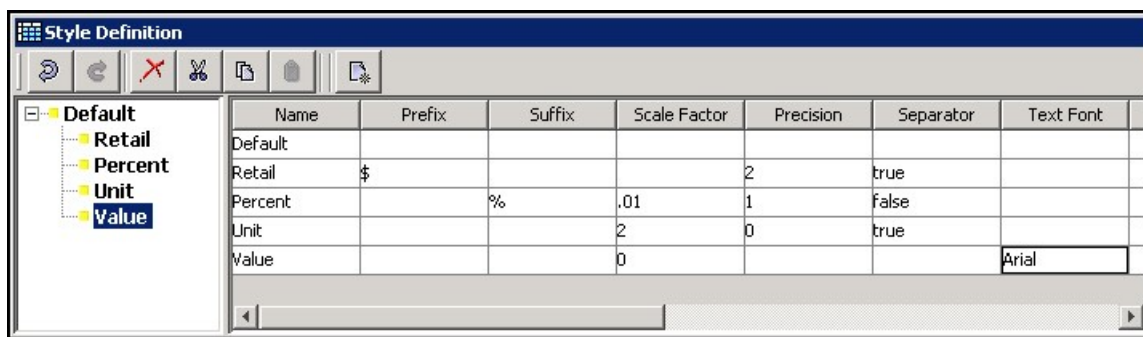 Style Definition
Default
Retail
Percent
Unit
Value
Name Prefix Suffix Scale Factor Precision Separator Text Font
Default
Retail $ 2 true
Percent % .01 1 false
Unit 2 0 true
Value 0 Arial